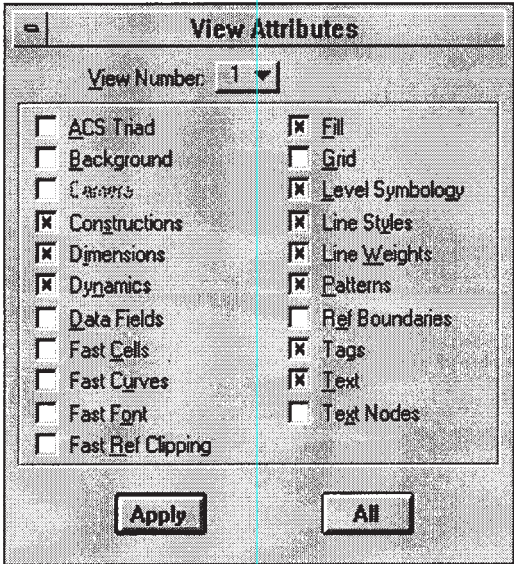 View Attributes
View Number: 1
ACS Triad
Background
Camera
Constructions
Dimensions
Dynamics
Data Fields
Fast Cells
Fast Curves
Fast Font
Fast Ref Clipping
Fill
Grid
Level Symbology
Line Styles
Line Weights
Patterns
Ref Boundaries
Tags
Text
Text Nodes
Apply
All